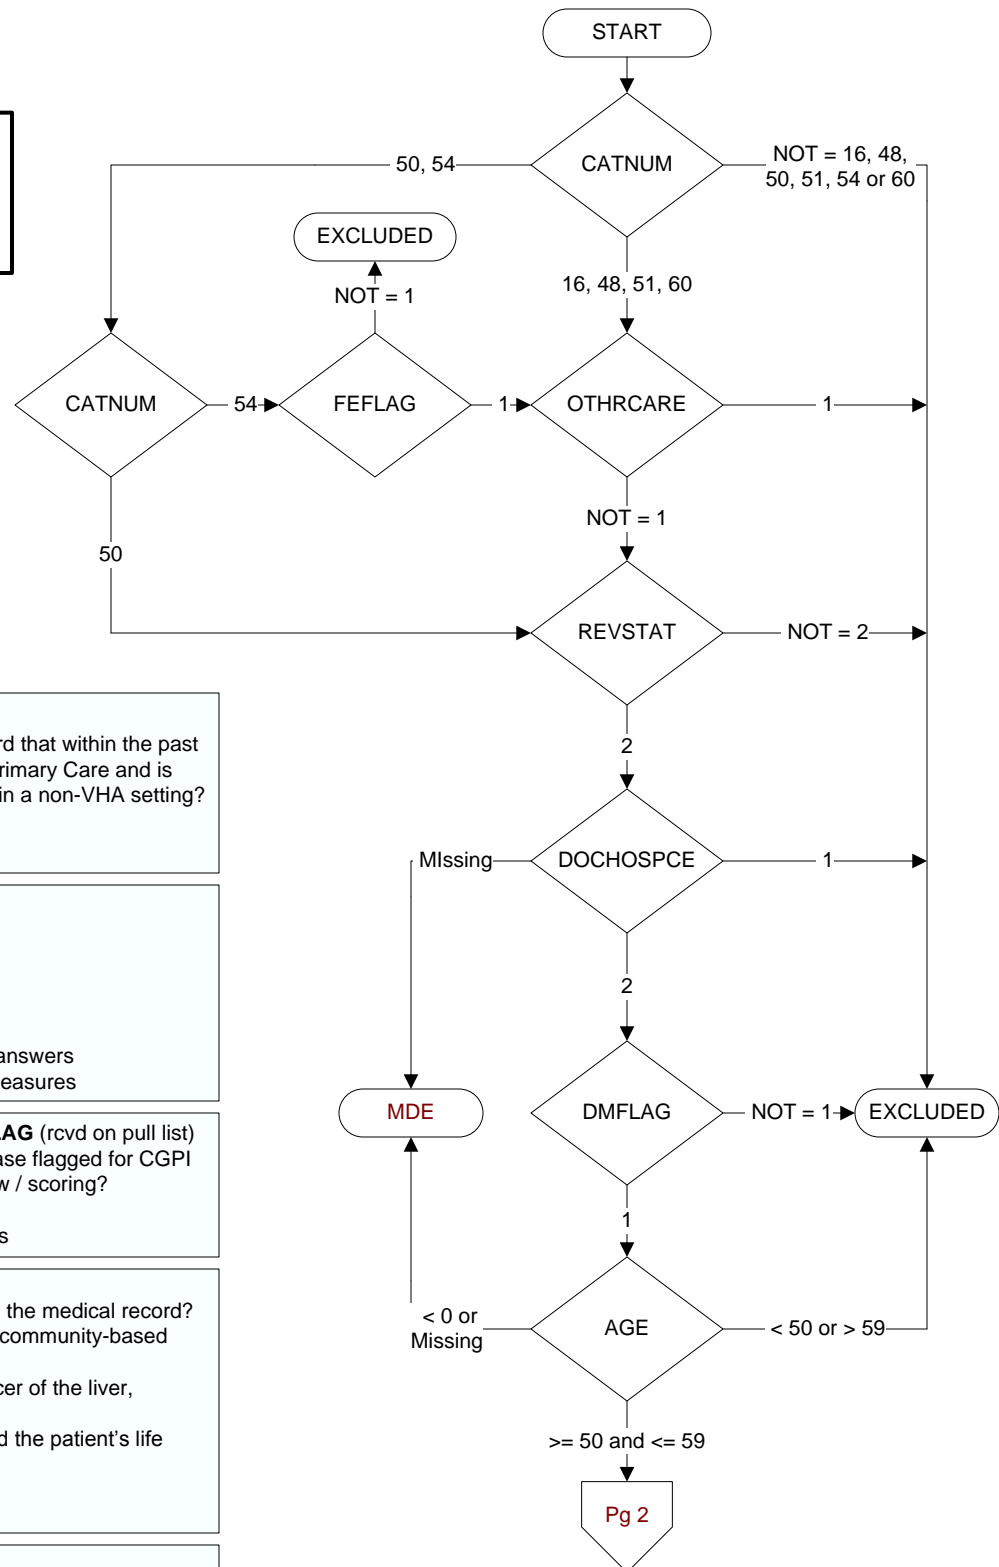 START
CATNUM
50, 54
NOT = 16, 48,
50, 51, 54 or 60
EXCLUDED
NOT = 1
16, 48, 51, 60
CATNUM
54
FEFLAG
1
OTHRCARE
1
NOT = 1
50
REVSTAT
NOT = 2
2
rd that within the past
rimary Care and is
in a non-VHA setting?
MIssing
DOCHOSPCE
1
2
answers
easures
MDE
DMFLAG
NOT = 1
EXCLUDED
LAG (rcvd on pull list)
ase flagged for CGPI
w / scoring?
s
1
the medical record?
community-based
cer of the liver,
d the patient's life
< 0 or
Missing
AGE
< 50 or > 59
>= 50 and <= 59
Pg 2